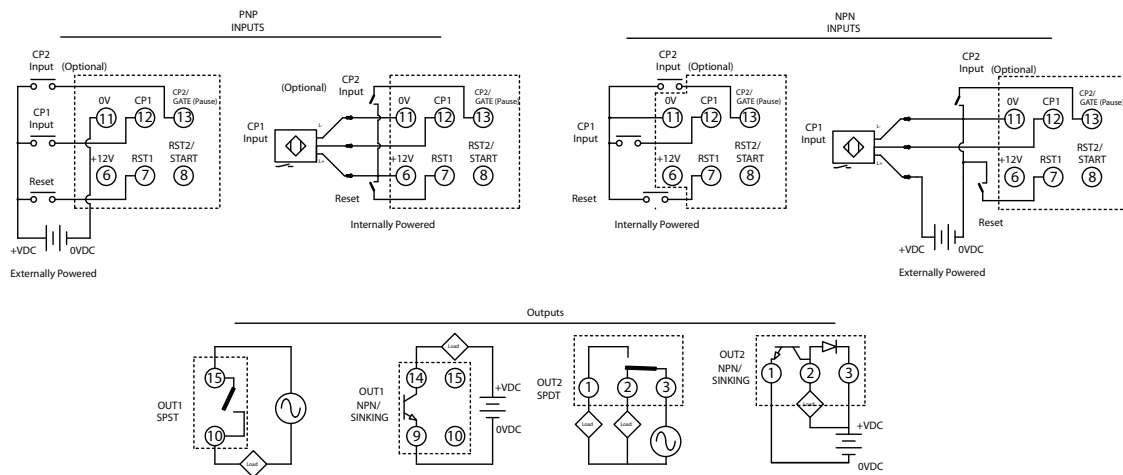 PNP
INPUTS
CP2
Input
(Optional)
CP1
Input
Reset
0V
CP1
CP2/
GATE (Pause)
11
12
13
+12V
RST1
RST2/
START
6
7
8
+VDC
0VDC
Externally Powered
(Optional)
CP2
Input
CP1
Input
L-
L+
0V
CP1
CP2/
GATE (Pause)
11
12
13
+12V
RST1
RST2/
START
6
7
8
Reset
Internally Powered
NPN
INPUTS
CP2
Input
(Optional)
CP1
Input
0V
CP1
CP2/
GATE (Pause)
11
12
13
+12V
RST1
RST2/
START
6
7
8
Reset
Internally Powered
CP2
Input
(Optional)
CP1
Input
L-
L+
0V
CP1
CP2/
GATE (Pause)
11
12
13
+12V
RST1
RST2/
START
6
7
8
Reset
+VDC
0VDC
Externally Powered
Outputs
OUT1
SPST
15
10
Load
OUT1
NPN/
SINKING
14
15
9
10
Load
+VDC
0VDC
OUT2
SPDT
1
2
3
Load
Load
OUT2
NPN/
SINKING
1
2
3
Load
+VDC
0VDC